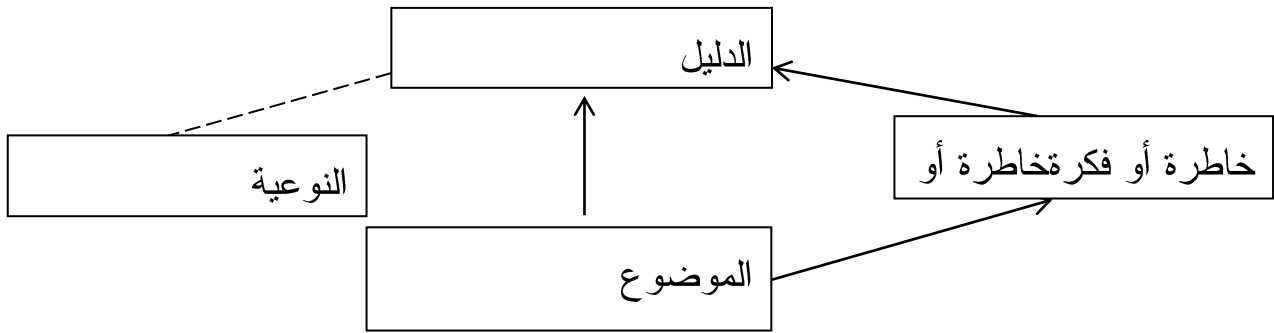 الدليل
خاطرة أو فكرةخاطرة أو
النوعية
الموضوع